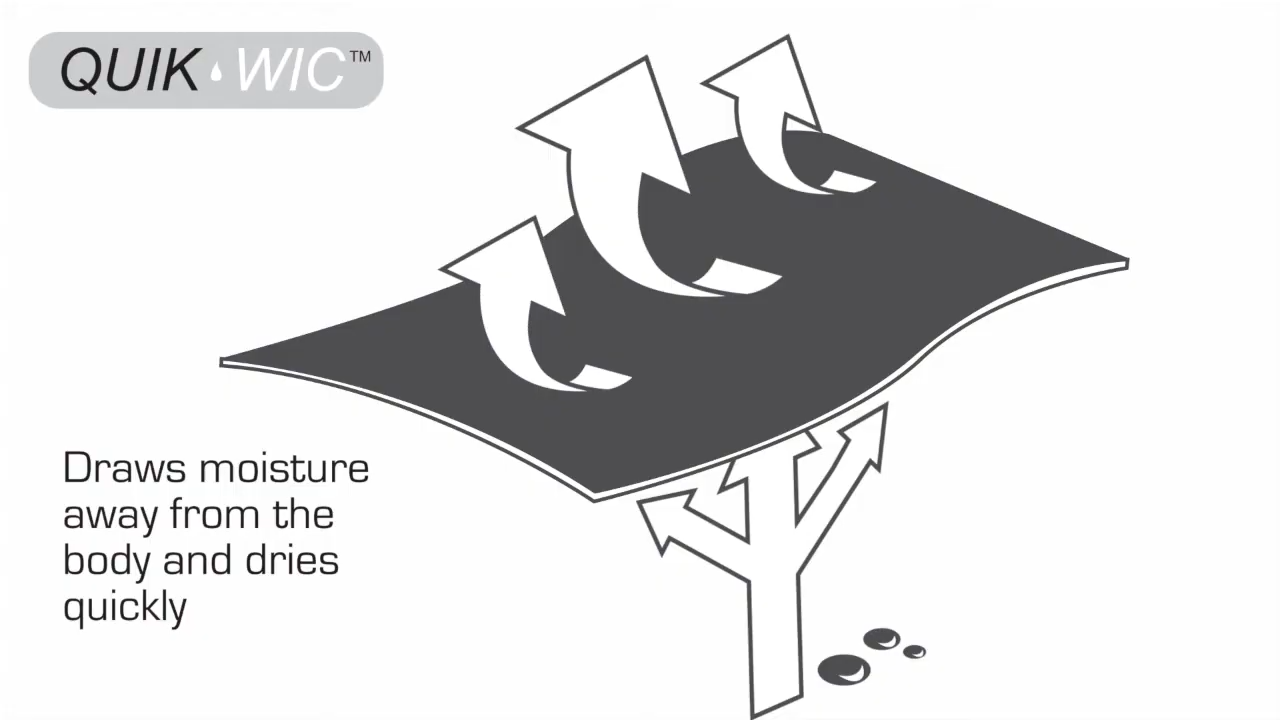 QUIK WIC™
Draws moisture
away from the
body and dries
quickly